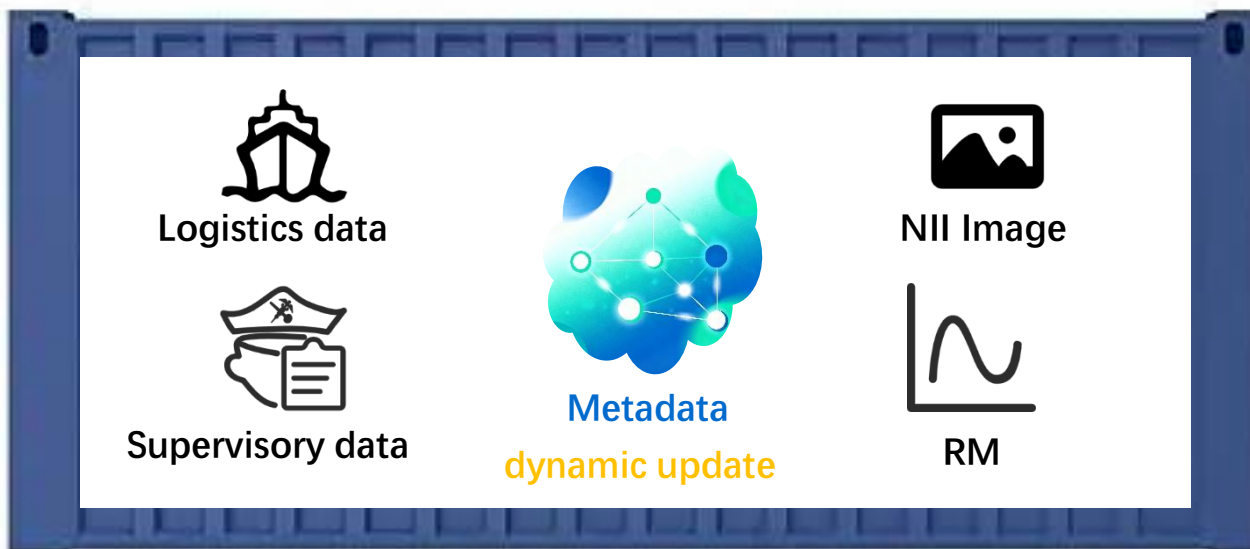 Logistics data
NII Image
Supervisory data
Metadata
dynamic update
RM